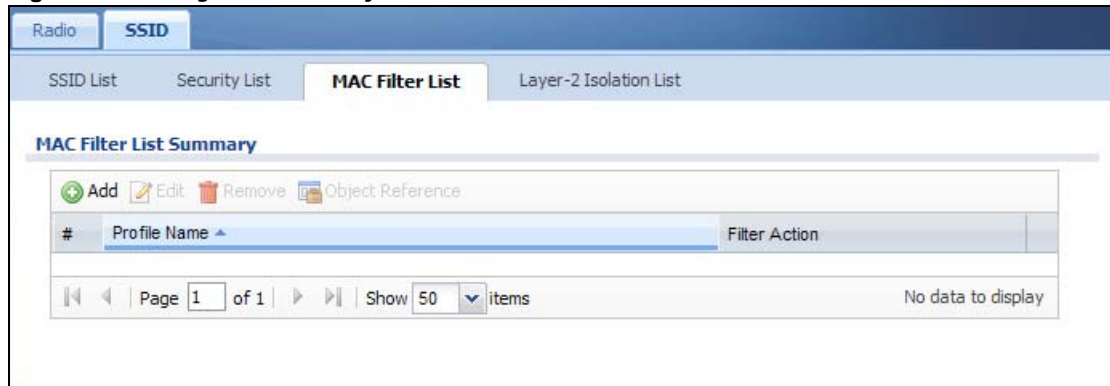 Radio SSID
SSID List Security List MAC Filter List Layer-2 Isolation List
MAC Filter List Summary
Add Edit Remove Object Reference
# Profile Name Filter Action
Page 1 of 1 Show 50 items No data to display